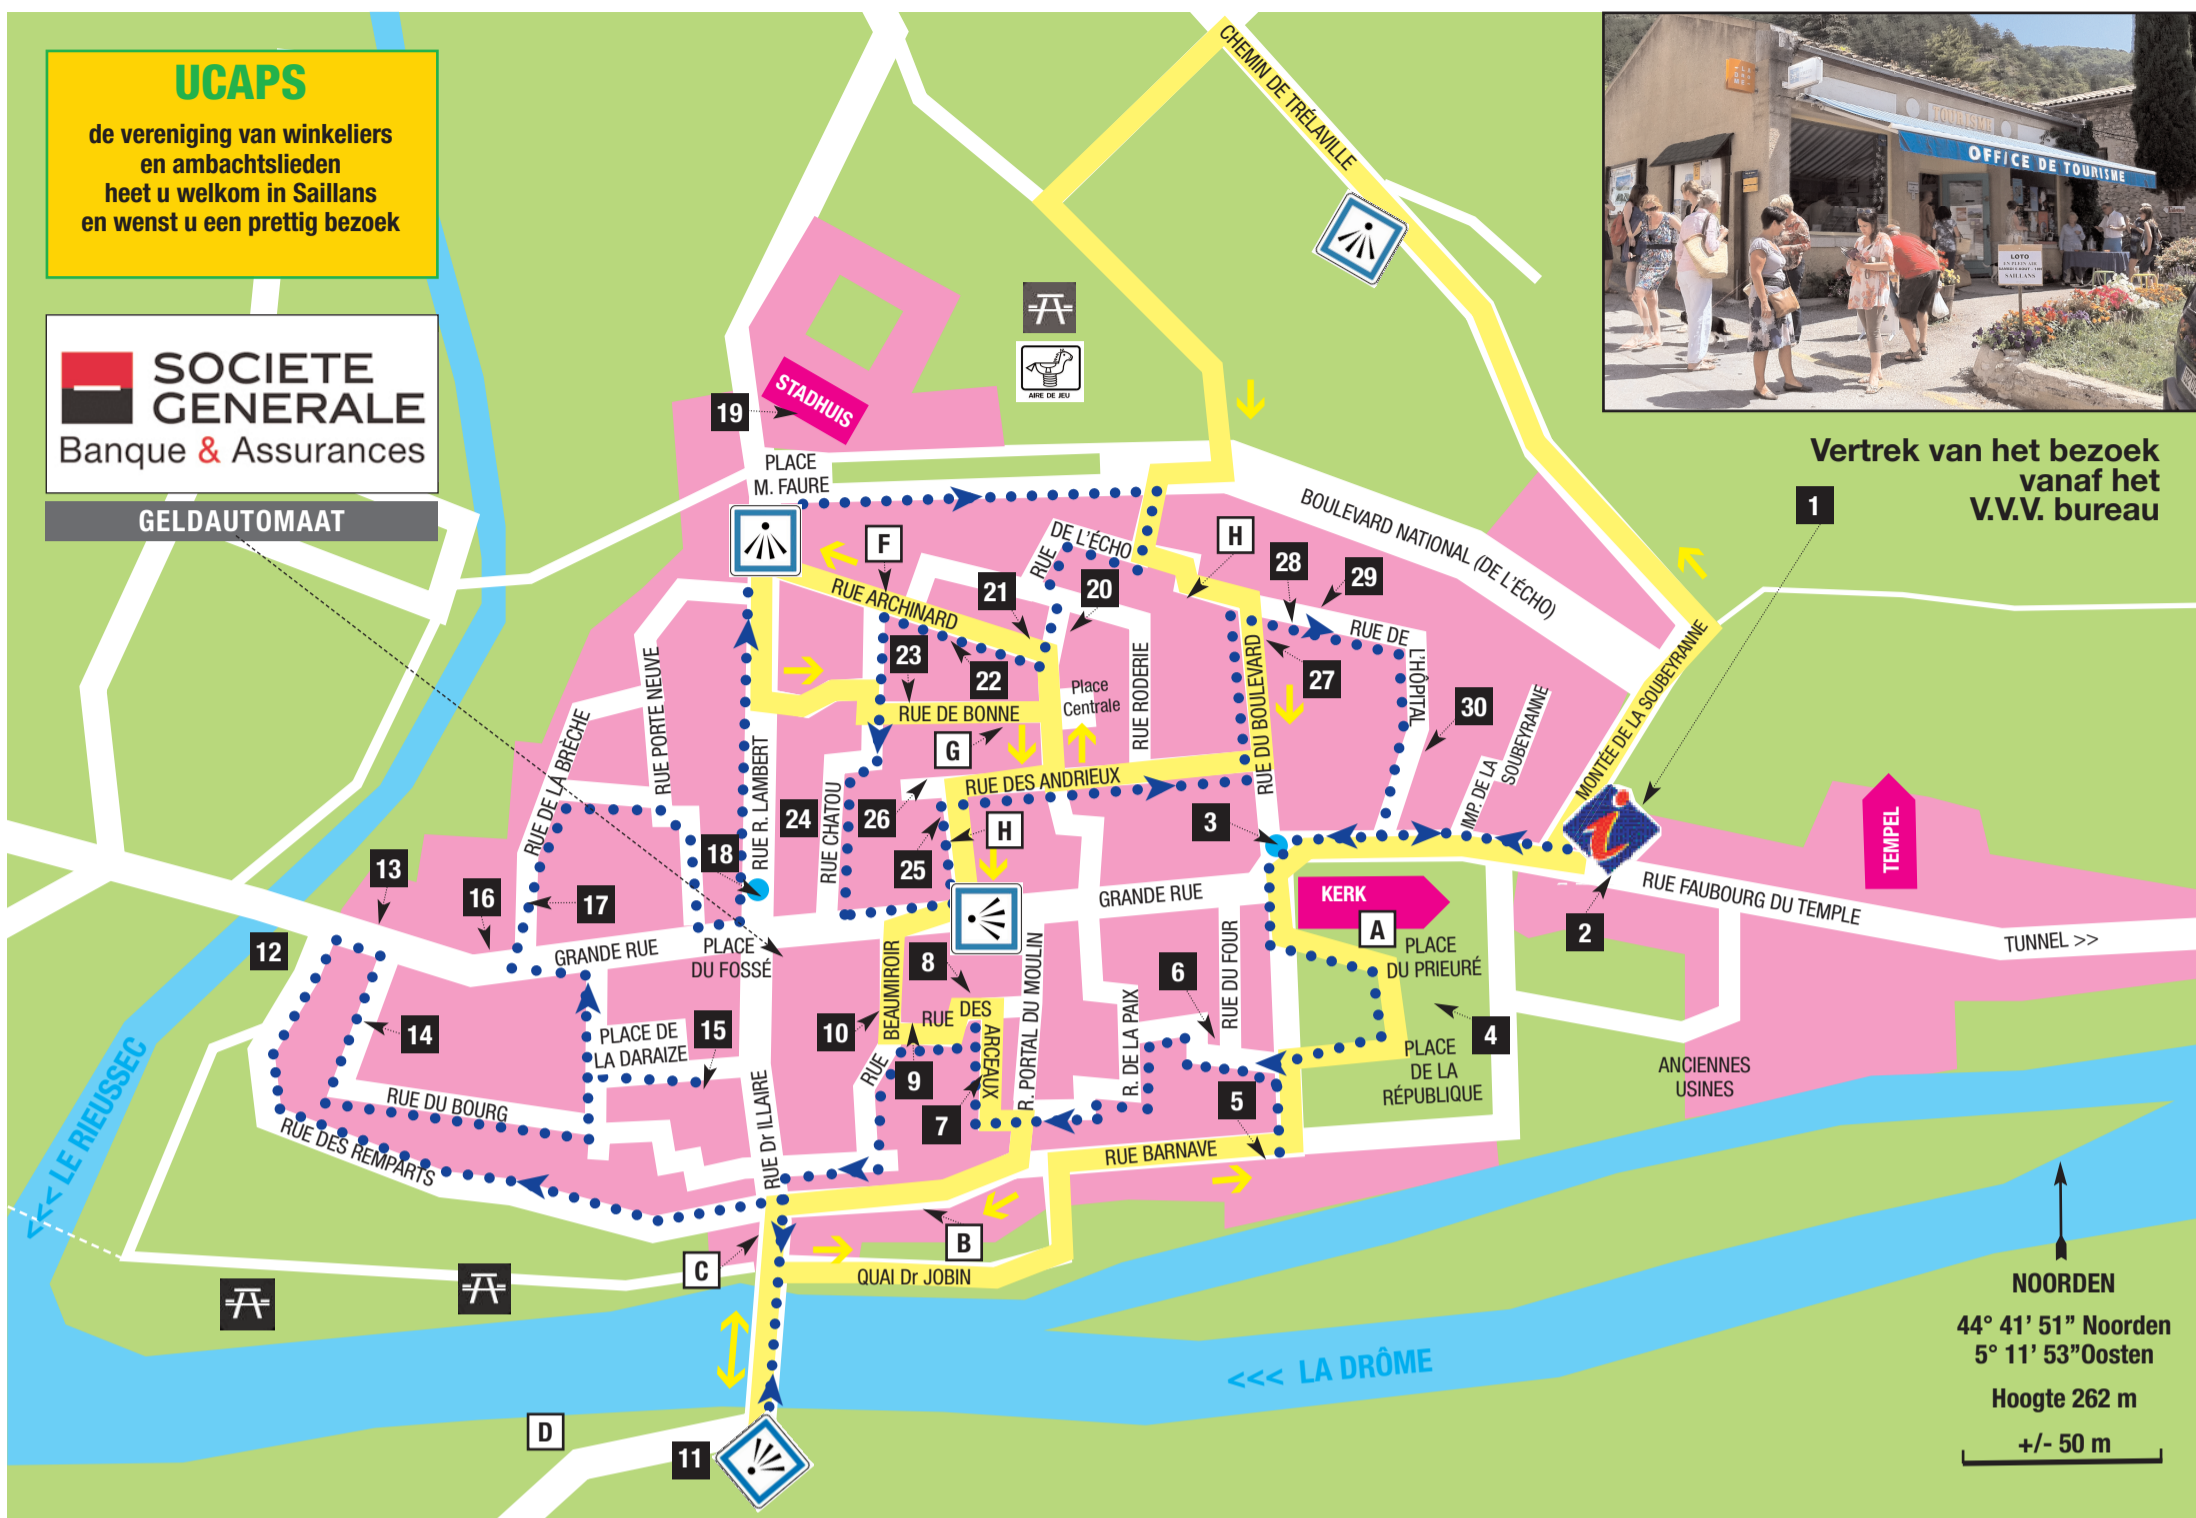 UCAPS
de vereniging van winkeliers
en ambachtslieden
heet u welkom in Saillans
en wenst u een prettig bezoek
SOCIETE
GENERALE
Banque & Assurances
GELDAUTOMAAT
CHEMIN DE TRÉLAVILLE
TOURISME
OFFICE DE TOURISME
LOTO
EN PLEIN AIR
SAILLANS
Vertrek van het bezoek
vanaf het
V.V.V. bureau
1
AIRE DE JEU
STADHUIS
19
PLACE
M. FAURE
BOULEVARD NATIONAL (DE L'ÉCHO)
F
H
RUE
DE L'ÉCHO
28
29
21
20
RUE ARCHINARD
RUE DE
L'HÔPITAL
23
22
27
30
RUE PORTE NEUVE
RUE DE LA BRÈCHE
Place
Centrale
RUE RODERIE
RUE DU BOULEVARD
IMP. DE LA
SOUBEYRANNE
MONTÉE DE LA SOUBEYRANNE
RUE DE BONNE
G
RUE R. LAMBERT
RUE CHATOU
RUE DES ANDRIEUX
24
26
H
3
25
18
TEMPEL
13
16
17
GRANDE RUE
KERK
A
RUE FAUBOURG DU TEMPLE
2
TUNNEL >>
12
GRANDE RUE
PLACE
DU FOSSÉ
8
6
RUE DU FOUR
PLACE
DU PRIEURÉ
4
14
PLACE DE
LA DARAIZE
15
10
RUE
BEAUMIROIR
RUE
DES
ARCEAUX
9
7
R. PORTAL DU MOULIN
R. DE LA PAIX
5
PLACE
DE LA
RÉPUBLIQUE
ANCIENNES
USINES
<<< LE RIEUSSEC
RUE DU BOURG
RUE DES REMPARTS
RUE Dr ILLAIRE
RUE BARNAVE
B
C
QUAI Dr JOBIN
<<< LA DRÔME
D
11
NOORDEN
44° 41' 51” Noorden
5° 11' 53”Oosten
Hoogte 262 m
+/- 50 m